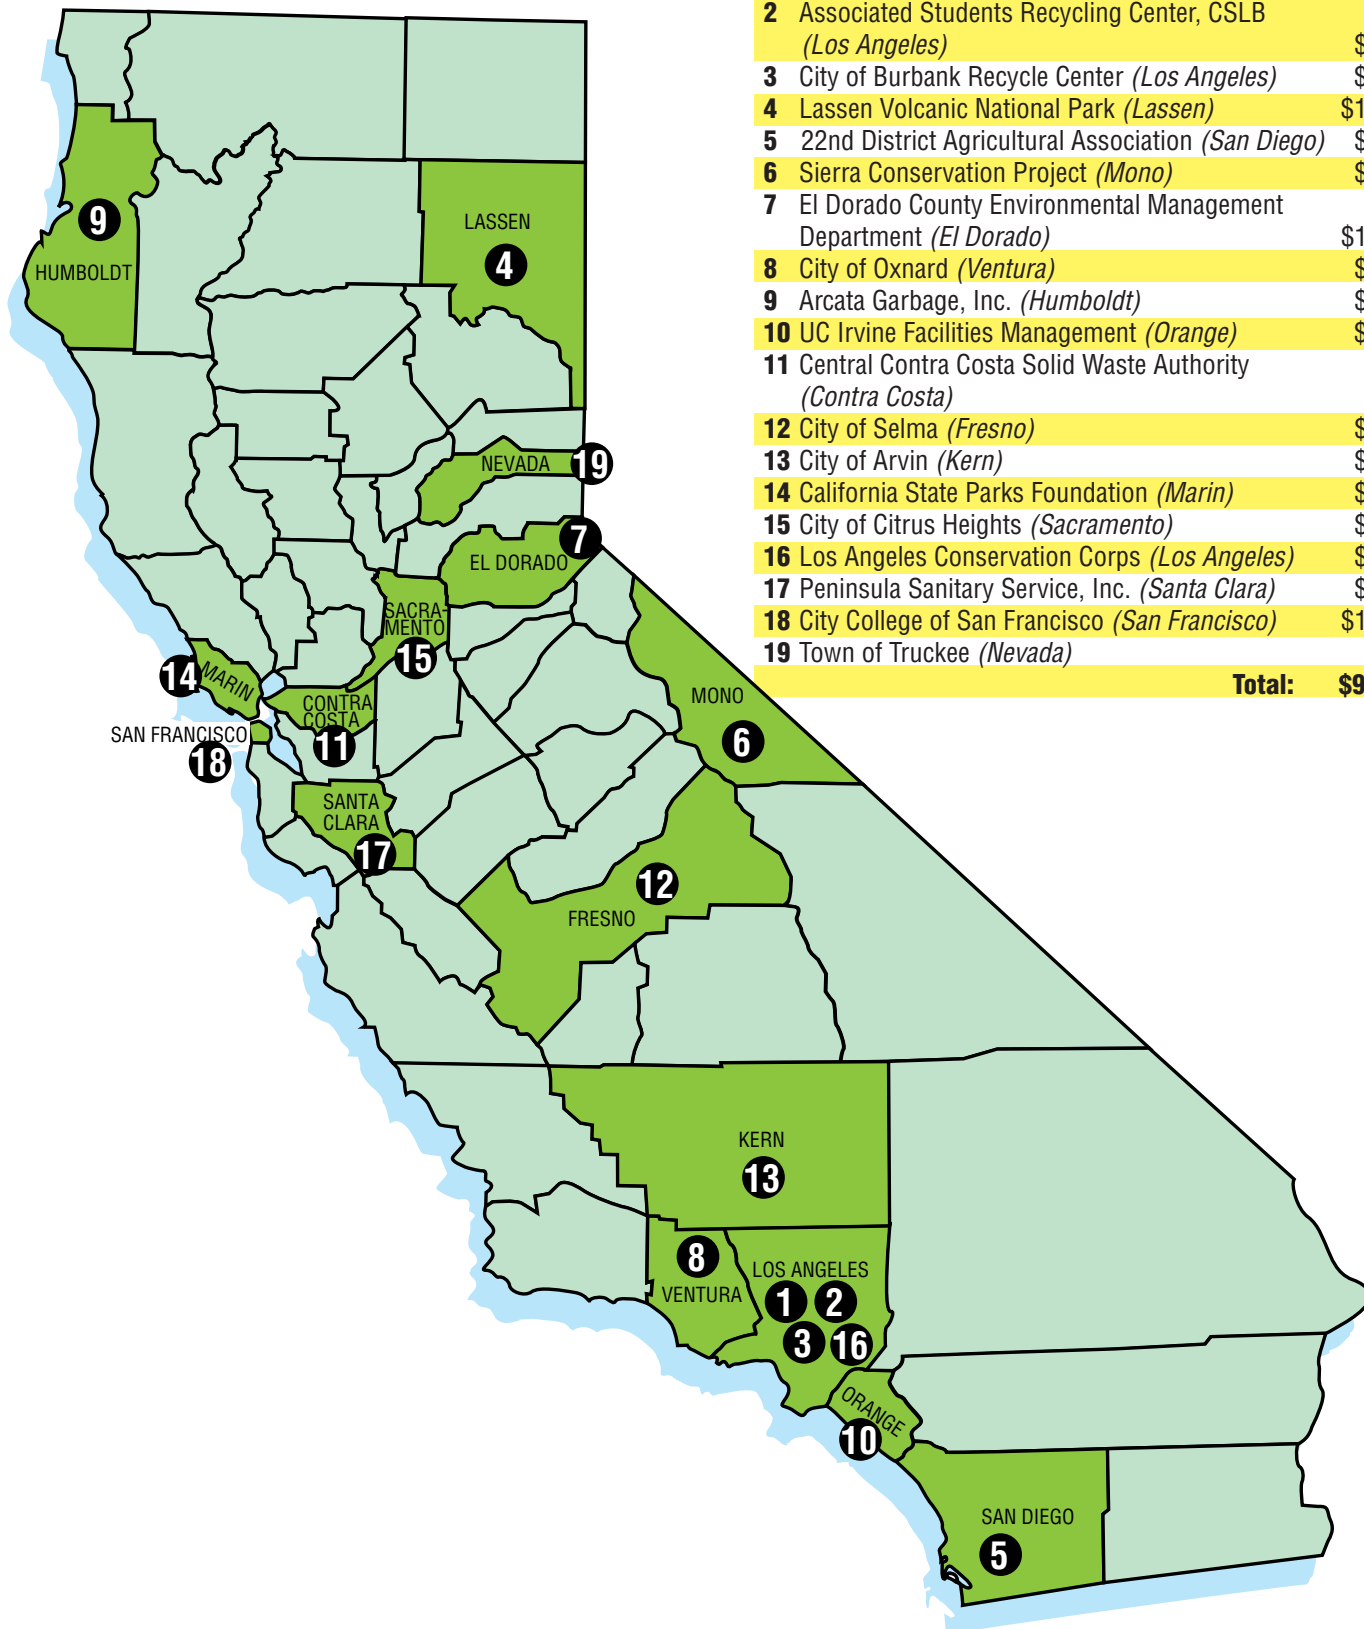 2 Associated Students Recycling Center, CSLB
(Los Angeles) $
3 City of Burbank Recycle Center (Los Angeles) $
4 Lassen Volcanic National Park (Lassen) $1
5 22nd District Agricultural Association (San Diego) $
6 Sierra Conservation Project (Mono) $
7 El Dorado County Environmental Management
Department (El Dorado) $1
8 City of Oxnard (Ventura) $
9 Arcata Garbage, Inc. (Humboldt) $
10 UC Irvine Facilities Management (Orange) $
11 Central Contra Costa Solid Waste Authority
(Contra Costa)
12 City of Selma (Fresno) $
13 City of Arvin (Kern) $
14 California State Parks Foundation (Marin) $
15 City of Citrus Heights (Sacramento) $
16 Los Angeles Conservation Corps (Los Angeles) $
17 Peninsula Sanitary Service, Inc. (Santa Clara) $
18 City College of San Francisco (San Francisco) $1
19 Town of Truckee (Nevada)
Total: $9
9
HUMBOLDT
LASSEN
4
NEVADA 19
7
EL DORADO
SACRA-
MENTO
15
14 MARIN
CONTRA
COSTA
11
SAN FRANCISCO
18
MONO
6
SANTA
CLARA
17
12
FRESNO
KERN
13
8
VENTURA
LOS ANGELES
1 2
3 16
ORANGE
10
SAN DIEGO
5